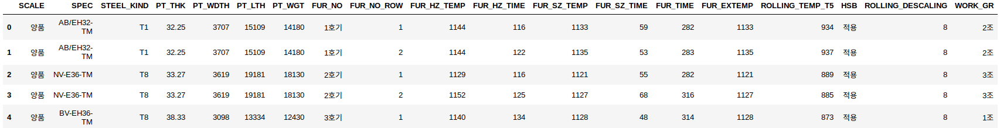 SCALE SPEC STEEL_KIND PT_THK PT_WDTH PT_LTH PT_WGT FUR_NO FUR_NO_ROW FUR_HZ_TEMP FUR_HZ_TIME FUR_SZ_TEMP FUR_SZ_TIME FUR_TIME FUR_EXTEMP ROLLING_TEMP_T5 HSB ROLLING_DESCALING WORK_GR
0 양품 AB/EH32-TM T1 32.25 3707 15109 14180 1호기 1 1144 116 1133 59 282 1133 934 적용 8 2조
1 양품 AB/EH32-TM T1 32.25 3707 15109 14180 1호기 2 1144 122 1135 53 283 1135 937 적용 8 2조
2 양품 NV-E36-TM T8 33.27 3619 19181 18130 2호기 1 1129 116 1121 55 282 1121 889 적용 8 3조
3 양품 NV-E36-TM T8 33.27 3619 19181 18130 2호기 2 1152 125 1127 68 316 1127 885 적용 8 3조
4 양품 BV-EH36-TM T8 38.33 3098 13334 12430 3호기 1 1140 134 1128 48 314 1128 873 적용 8 1조